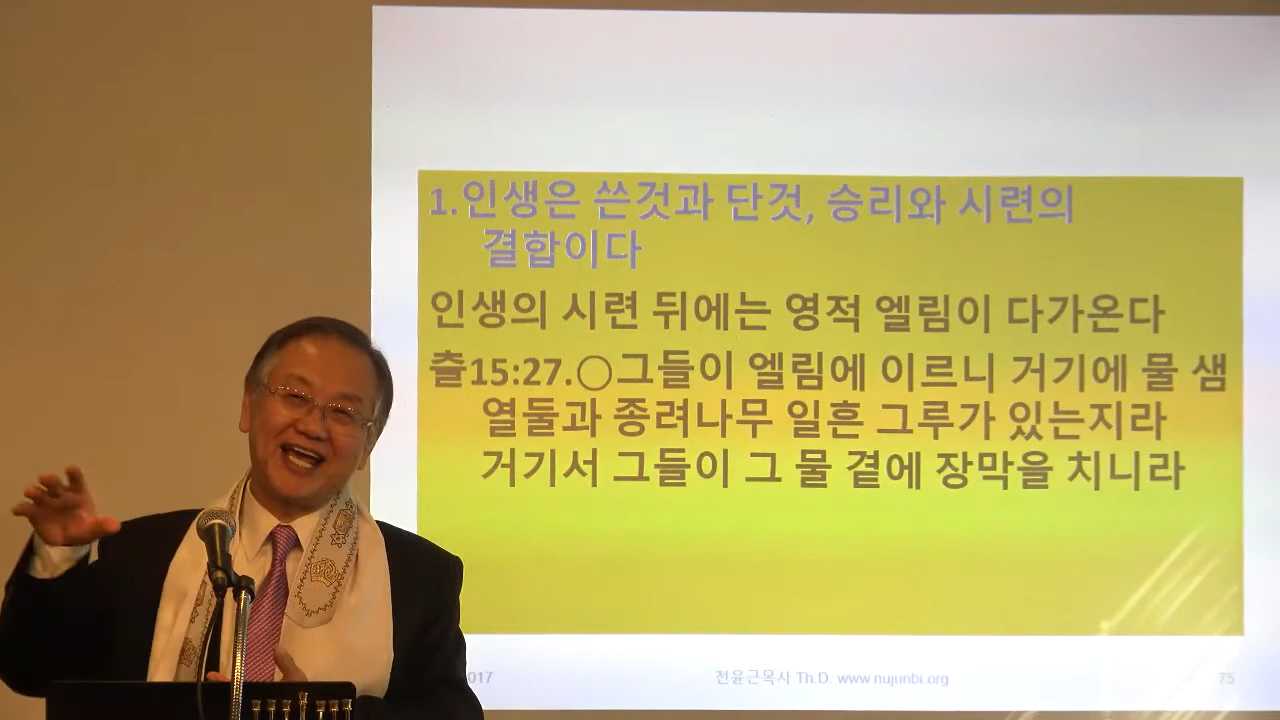 1.인생은 쓴것과 단것, 승리와 시련의
결합이다
인생의 시련 뒤에는 영적 엘림이 다가온다
출15:27.○그들이 엘림에 이르니 거기에 물 샘
열둘과 종려나무 일흔 그루가 있는지라
거기서 그들이 그 물 곁에 장막을 치니라
017 전윤근목사 Th.D. www.nujunbi.org 75